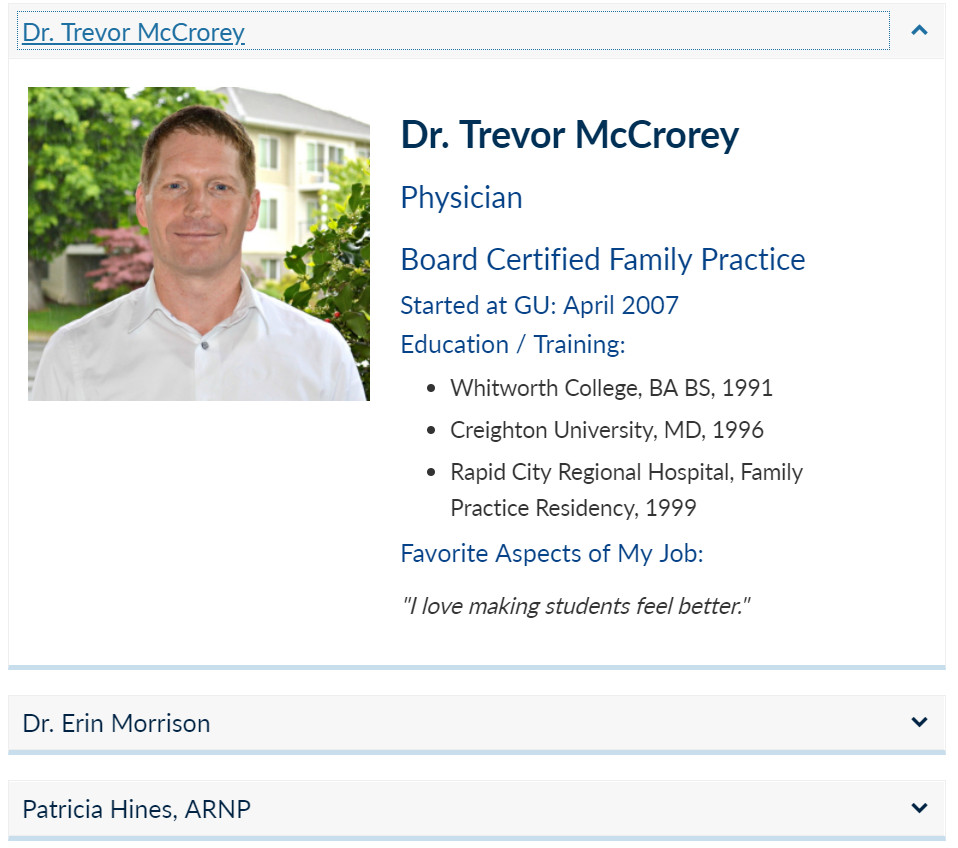 Dr. Trevor McCrorey
Dr. Trevor McCrorey
Physician
Board Certified Family Practice
Started at GU: April 2007
Education / Training:
• Whitworth College, BA BS, 1991
• Creighton University, MD, 1996
• Rapid City Regional Hospital, Family
Practice Residency, 1999
Favorite Aspects of My Job:
"I love making students feel better."
Dr. Erin Morrison
Patricia Hines, ARNP